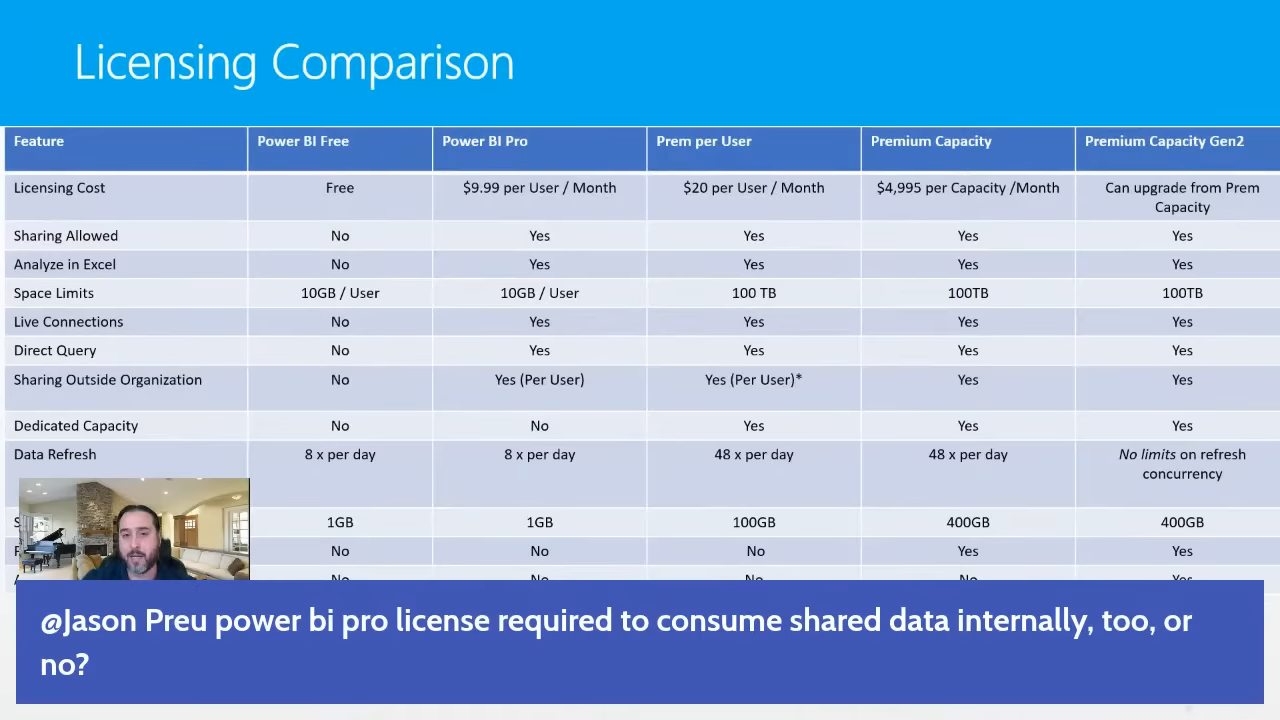 Licensing Comparison
Feature Power BI Free Power BI Pro Prem per User Premium Capacity Premium Capacity Gen2
Licensing Cost Free $9.99 per User / Month $20 per User / Month $4,995 per Capacity /Month Can upgrade from Prem
Capacity
Sharing Allowed No Yes Yes Yes Yes
Analyze in Excel No Yes Yes Yes Yes
Space Limits 10GB / User 10GB / User 100 TB 100TB 100TB
Live Connections No Yes Yes Yes Yes
Direct Query No Yes Yes Yes Yes
Sharing Outside Organization No Yes (Per User) Yes (Per User)* Yes Yes
Dedicated Capacity No No Yes Yes Yes
Data Refresh 8 x per day 8 x per day 48 x per day 48 x per day No limits on refresh
concurrency
1GB 1GB 100GB 400GB 400GB
No No No Yes Yes
No No No No Yes
@Jason Preu power bi pro license required to consume shared data internally, too, or
no?